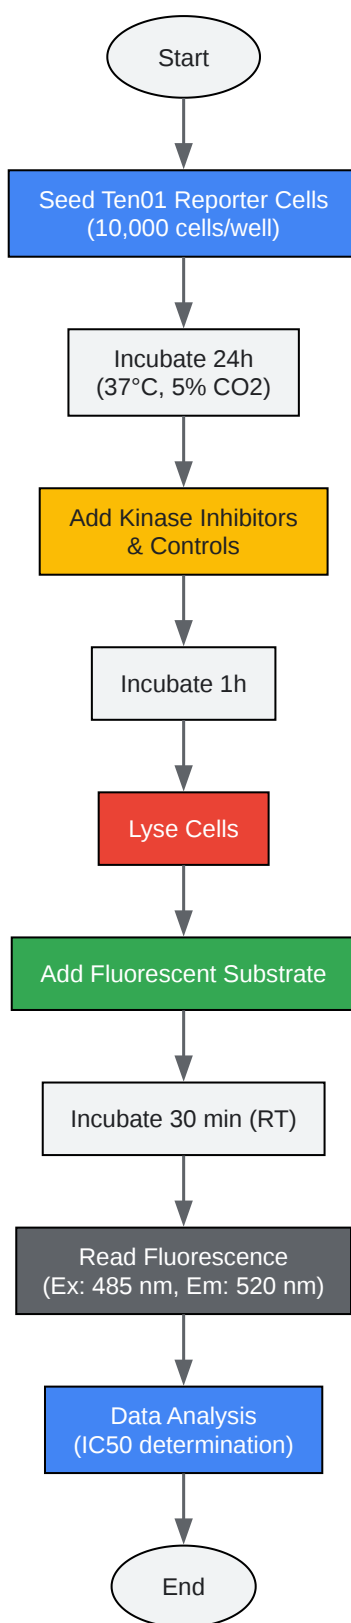 Start
Seed Ten01 Reporter Cells
(10,000 cells/well)
Incubate 24h
(37°C, 5% CO2)
Add Kinase Inhibitors
& Controls
Incubate 1h
Lyse Cells
Add Fluorescent Substrate
Incubate 30 min (RT)
Read Fluorescence
(Ex: 485 nm, Em: 520 nm)
Data Analysis
(IC50 determination)
End